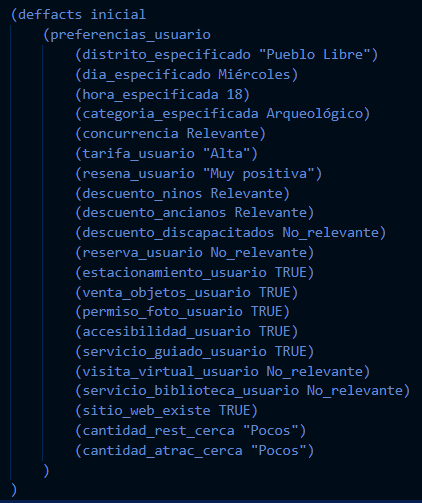 (deffacts inicial
(preferencias_usuario
(distrito_especificado "Pueblo Libre")
(dia_especificado Miércoles)
(hora_especificada 18)
(categoria_especificada Arqueológico)
(concurrencia Relevante)
(tarifa_usuario "Alta")
(resena_usuario "Muy positiva")
(descuento_ninos Relevante)
(descuento_ancianos Relevante)
(descuento_discapacitados No_relevante)
(reserva_usuario No_relevante)
(estacionamiento_usuario TRUE)
(venta_objetos_usuario TRUE)
(permiso_foto_usuario TRUE)
(accesibilidad_usuario TRUE)
(servicio_guiado_usuario TRUE)
(visita_virtual_usuario No_relevante)
(servicio_biblioteca_usuario No_relevante)
(sitio_web_existe TRUE)
(cantidad_rest_cerca "Pocos")
(cantidad_atrac_cerca "Pocos")
)
)